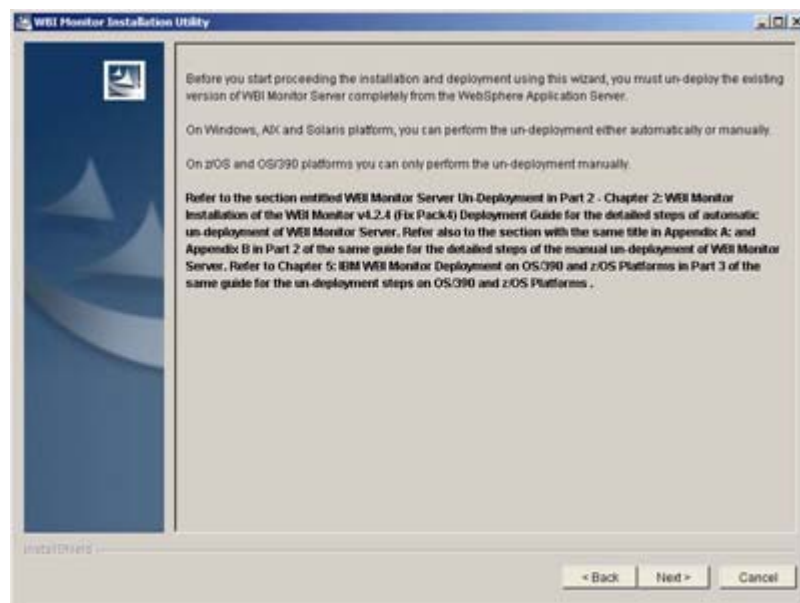 WBI Monitor Installation Utility
Before you start proceeding the installation and deployment using this wizard, you must un-deploy the existing
version of WBI Monitor Server completely from the WebSphere Application Server.
On Windows, AIX and Solaris platform, you can perform the un-deployment either automatically or manually.
On z/OS and OS/390 platforms you can only perform the un-deployment manually.
Refer to the section entitled WBI Monitor Server Un-Deployment in Part 2 - Chapter 2: WBI Monitor
Installation of the WBI Monitor v4.2.4 (Fix Pack4) Deployment Guide for the detailed steps of automatic
un-deployment of WBI Monitor Server. Refer also to the section with the same title in Appendix A: and
Appendix B in Part 2 of the same guide for the detailed steps of the manual un-deployment of WBI Monitor
Server. Refer to Chapter 5: IBM WBI Monitor Deployment on OS/390 and z/OS Platforms in Part 3 of the
same guide for the un-deployment steps on OS/390 and z/OS Platforms .
InstallShield
< Back Next > Cancel